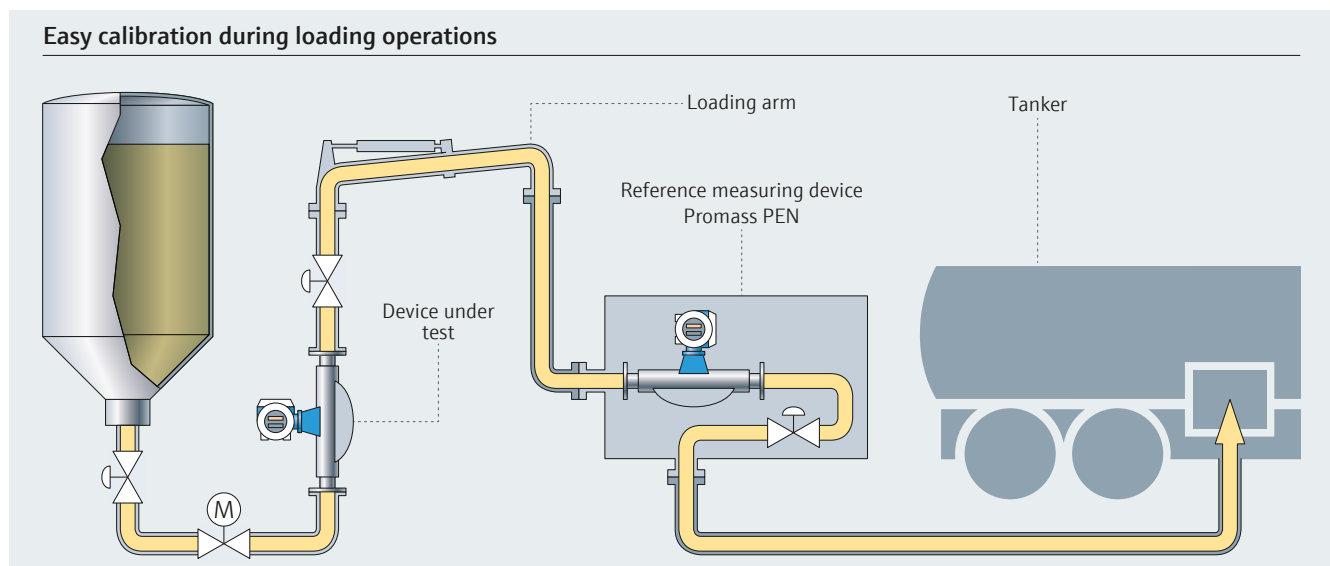 Easy calibration during loading operations
Loading arm
Tanker
Reference measuring device
Promass PEN
Device under
test
M